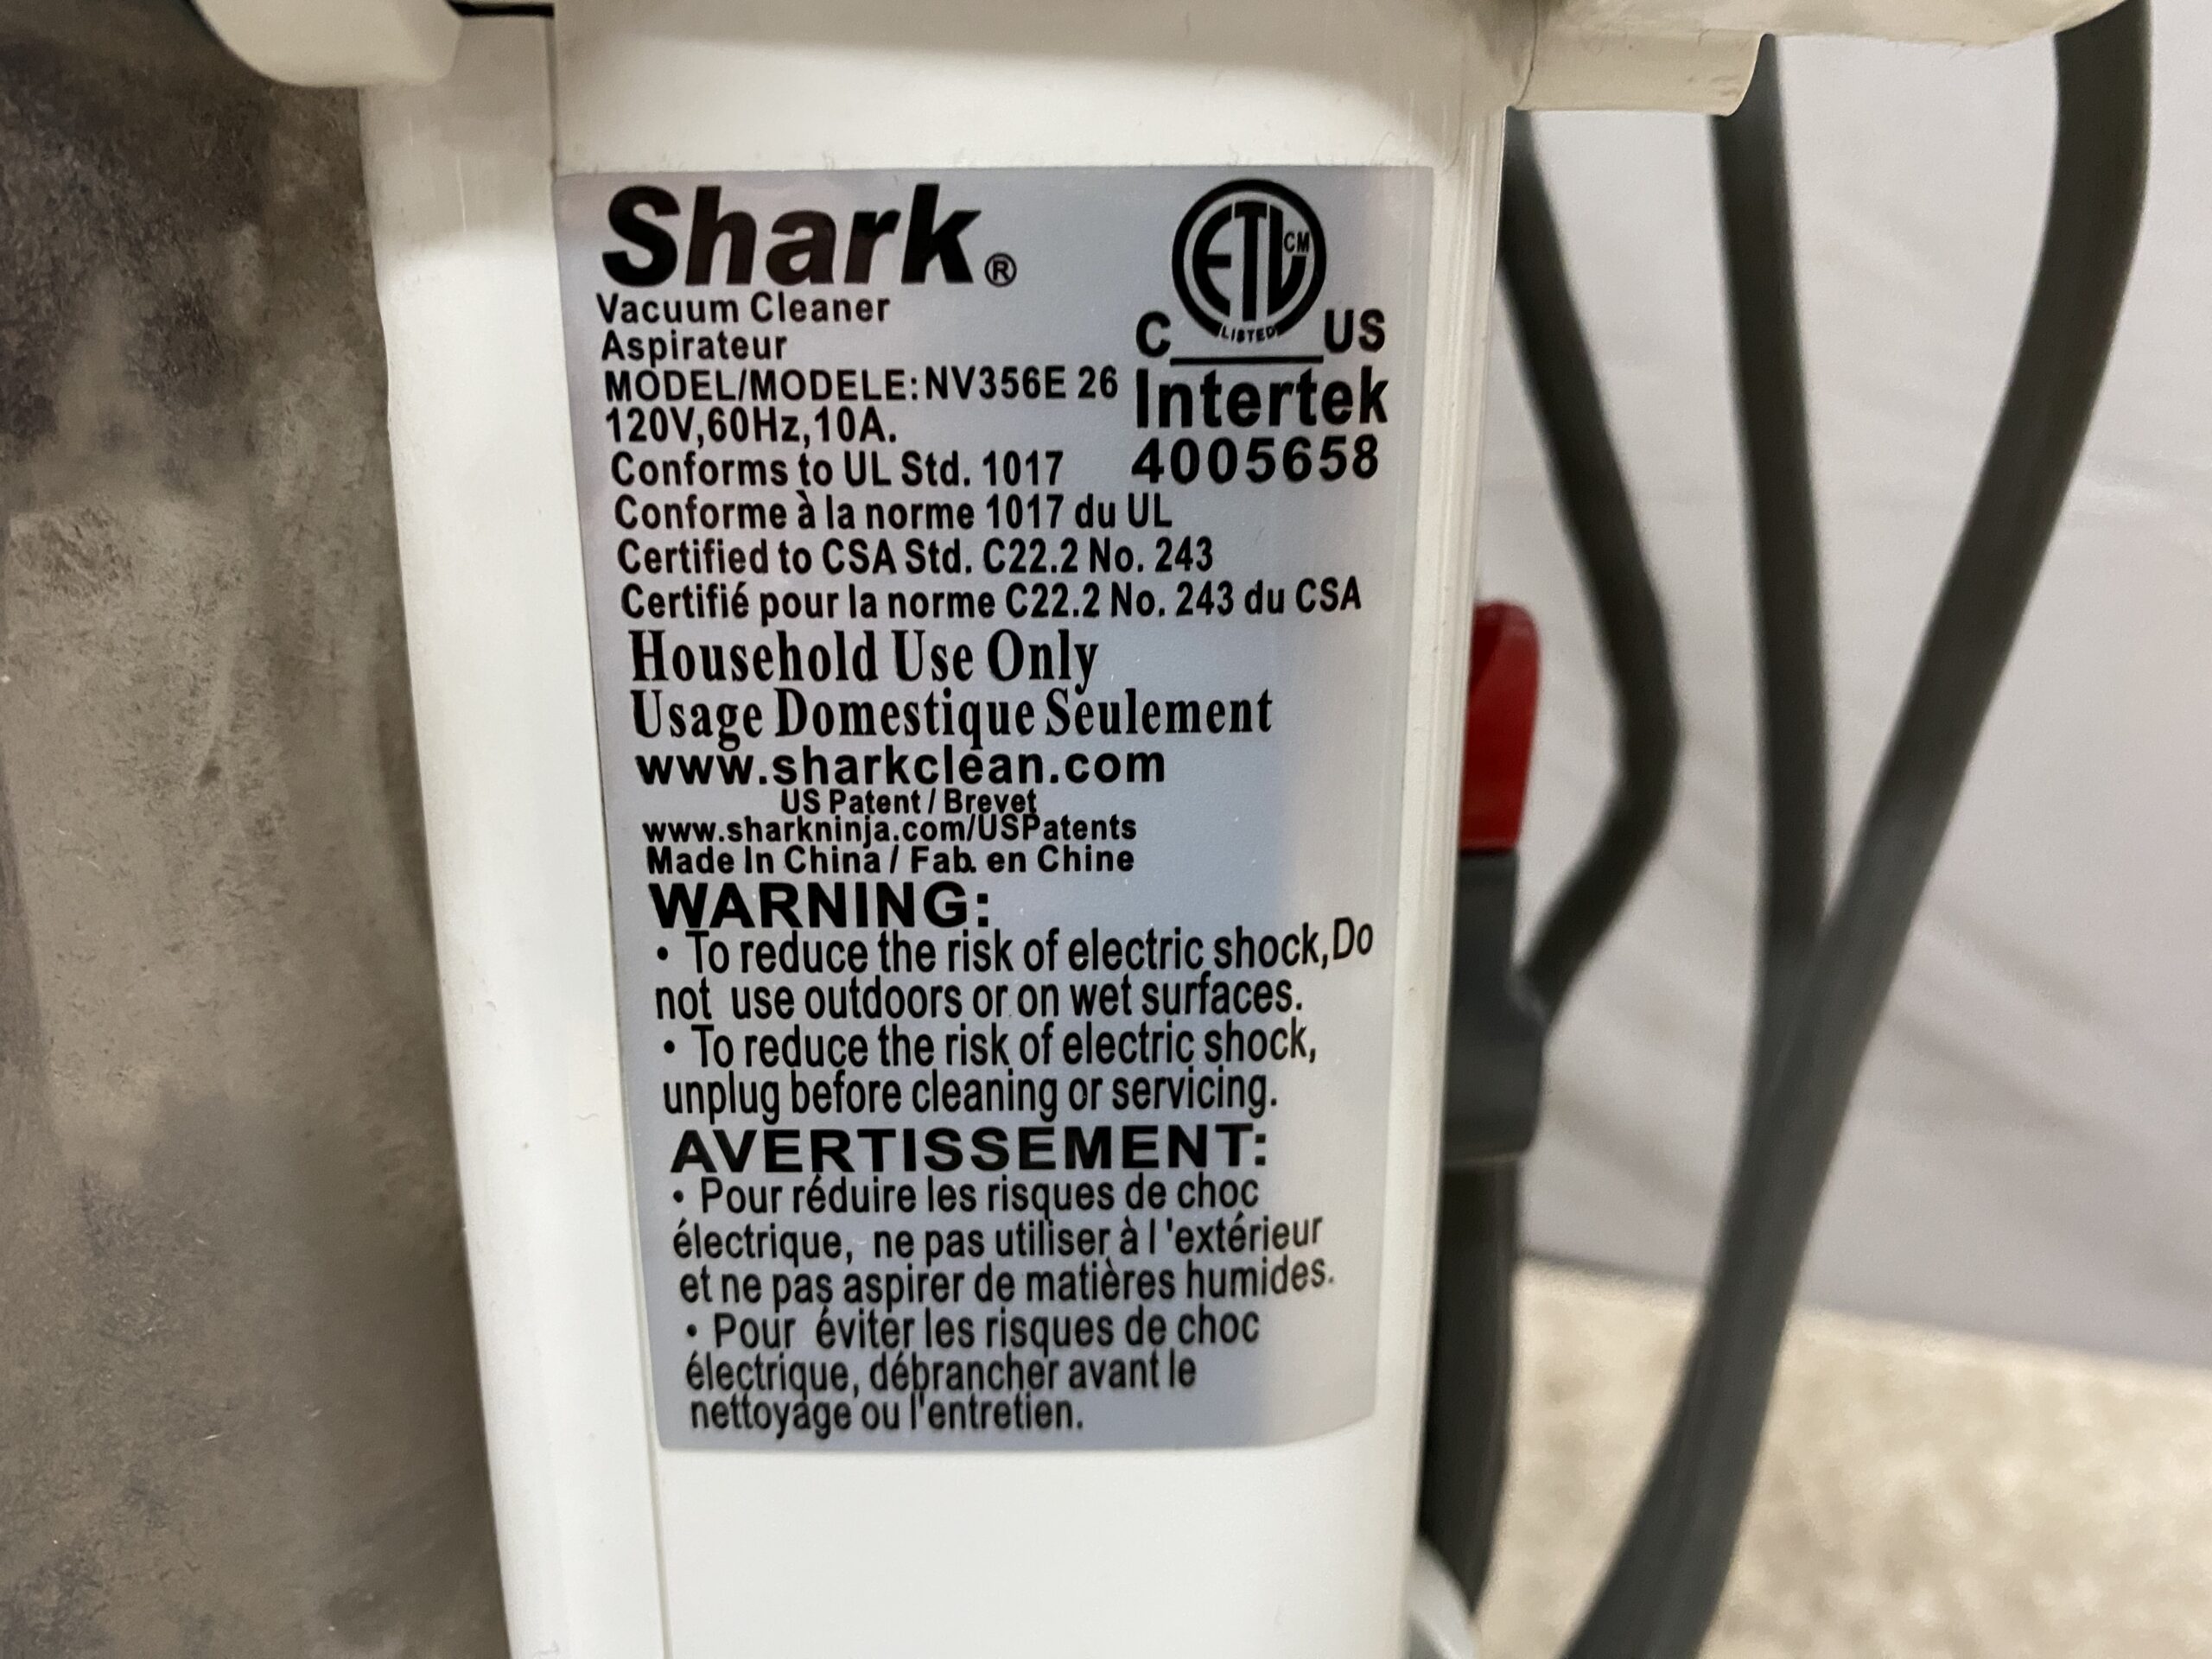 Shark®
Vacuum Cleaner
Aspirateur
MODEL/MODELE:NV356E 26
120V,60Hz,10A.
Conforms to UL Std. 1017
Conforme à la norme 1017 du UL
Certified to CSA Std. C22.2 No. 243
Certifié pour la norme C22.2 No. 243 du CSA
ETL CM
LISTED
C US
Intertek
4005658
Household Use Only
Usage Domestique Seulement
www.sharkclean.com
US Patent / Brevet
www.sharkninja.com/USPatents
Made In China / Fab. en Chine
WARNING:
• To reduce the risk of electric shock,Do
not use outdoors or on wet surfaces.
• To reduce the risk of electric shock,
unplug before cleaning or servicing.
AVERTISSEMENT:
• Pour réduire les risques de choc
électrique, ne pas utiliser à l 'extérieur
et ne pas aspirer de matières humides.
• Pour éviter les risques de choc
électrique, débrancher avant le
nettoyage ou l'entretien.